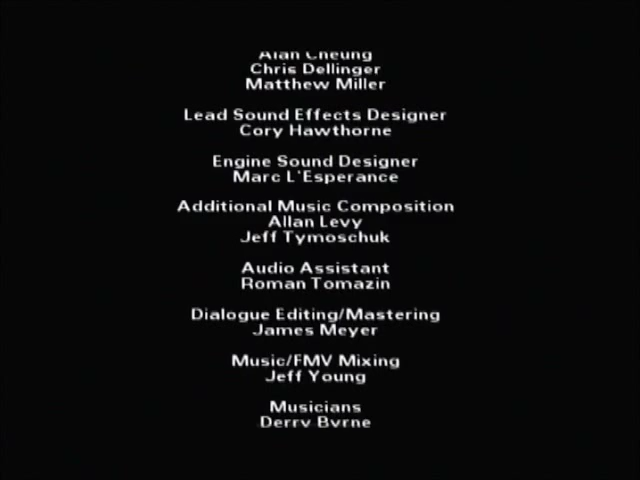 Alan Cheung
Chris Dellinger
Matthew Miller
Lead Sound Effects Designer
Cory Hawthorne
Engine Sound Designer
Marc L'Esperance
Additional Music Composition
Allan Levy
Jeff Tymoschuk
Audio Assistant
Roman Tomazin
Dialogue Editing/Mastering
James Meyer
Music/FMV Mixing
Jeff Young
Musicians
Derry Byrne